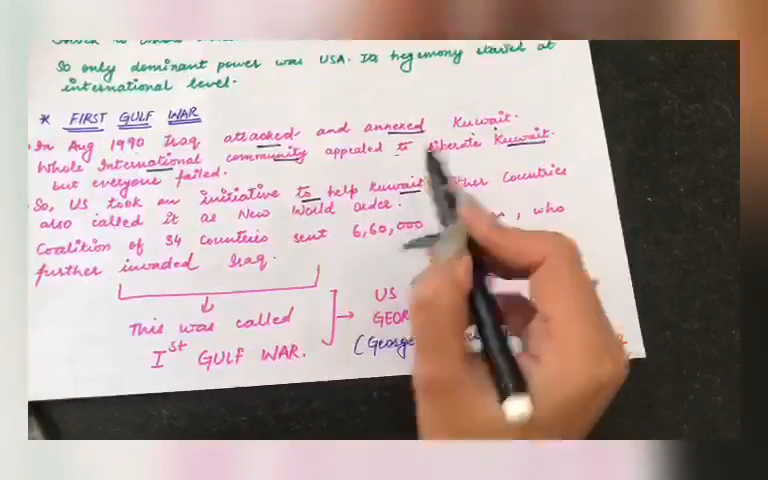 So only dominant power was USA. Its hegemony started at
international level.
* FIRST GULF WAR
In Aug 1990 Iraq attacked and annexed Kuwait.
Whole International community appealed to liberate Kuwait.
but everyone failed.
So, US took an initiative to help Kuwait other Countries
also called it as New World Order.
Coalition of 34 Countries sent 6,60,000 , who
further invaded Iraq.
This was called
Ist GULF WAR.
US
GEOR
(George